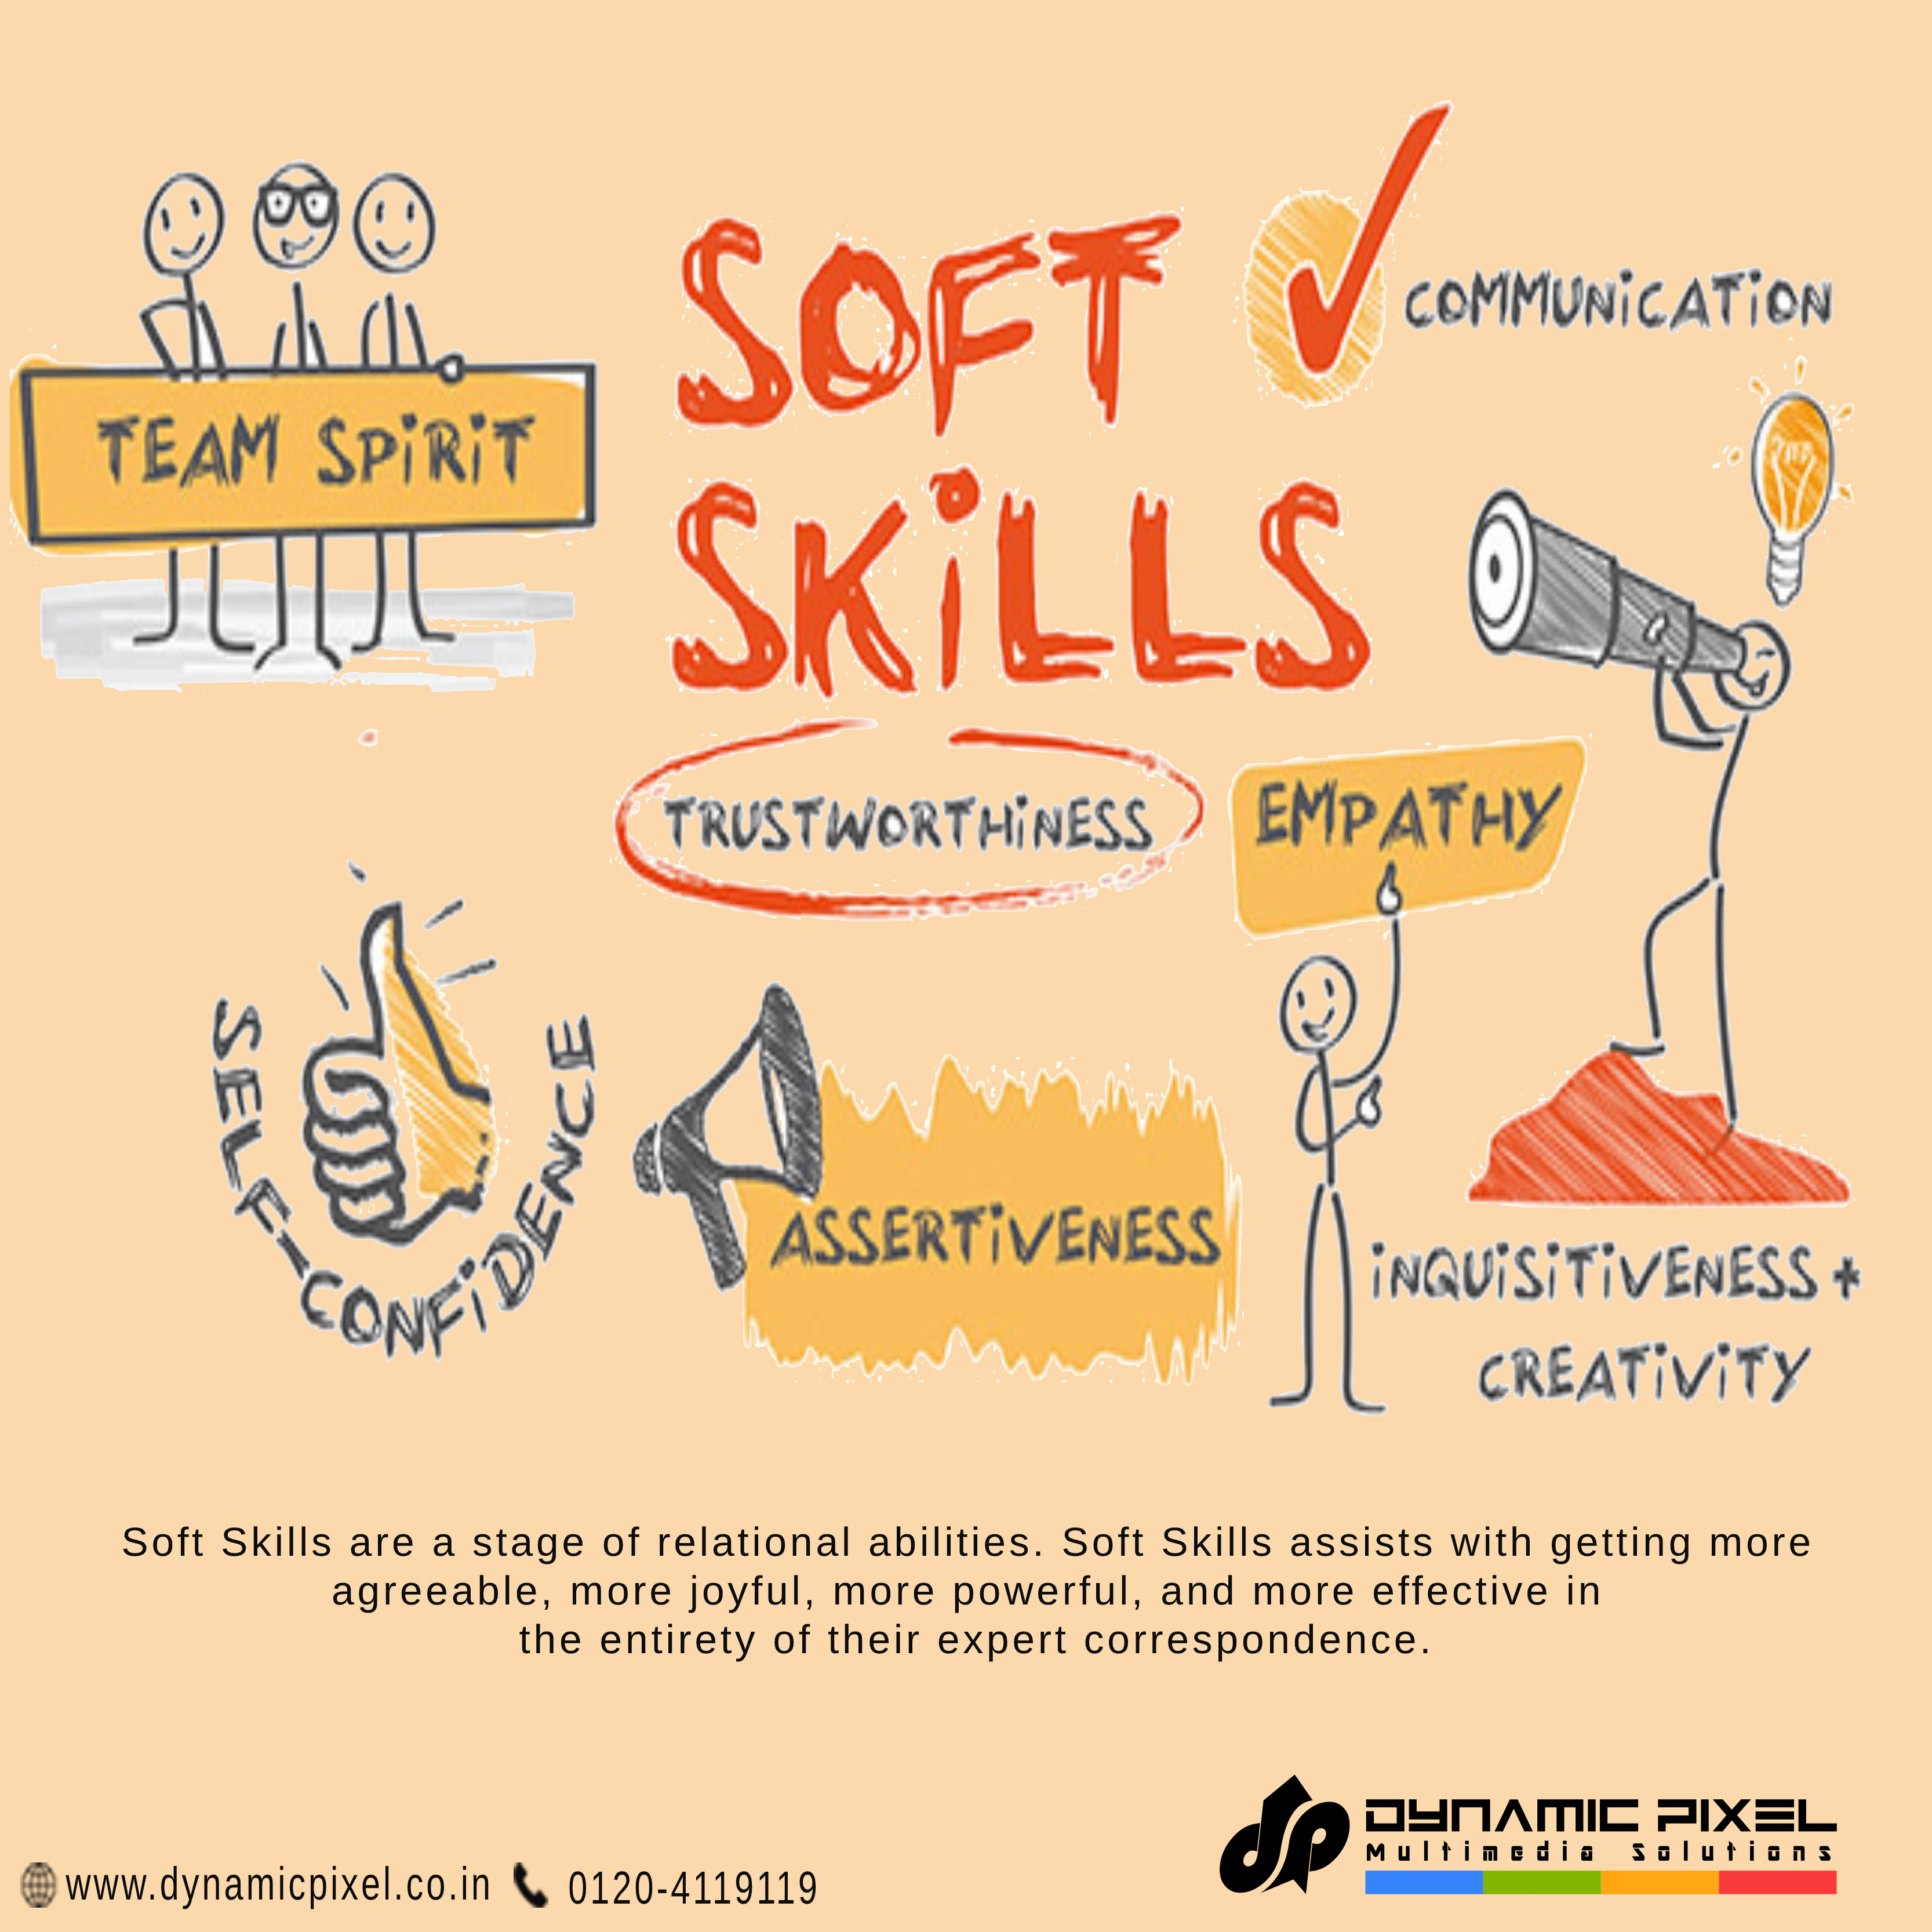 SOFT
SKiLLS
COMMUNiCATiON
TEAM SPiRiT
TRUSTWORTHiNESS
EMPATHY
SELF-CONFiDENCE
ASSERTiVENESS
iNQUiSiTiVENESS +
CREATiViTY
Soft Skills are a stage of relational abilities. Soft Skills assists with getting more
agreeable, more joyful, more powerful, and more effective in
the entirety of their expert correspondence.
www.dynamicpixel.co.in 0120-4119119
dp
DYNAMIC PIXEL
Multimedia Solutions